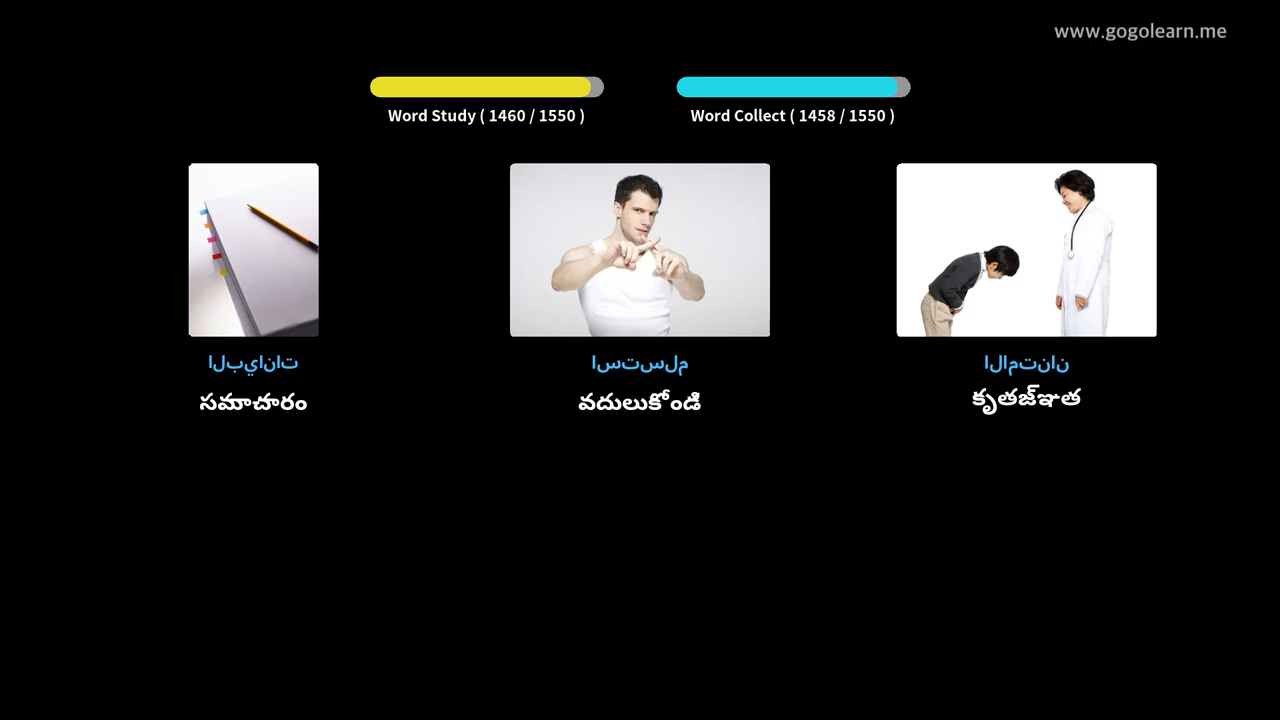 www.gogolearn.me
Word Study ( 1460 / 1550 )
Word Collect ( 1458 / 1550 )
البيانات
استسلم
الامتنان
సమాచారం
వదులుకోండి
కృతజ్ఞత